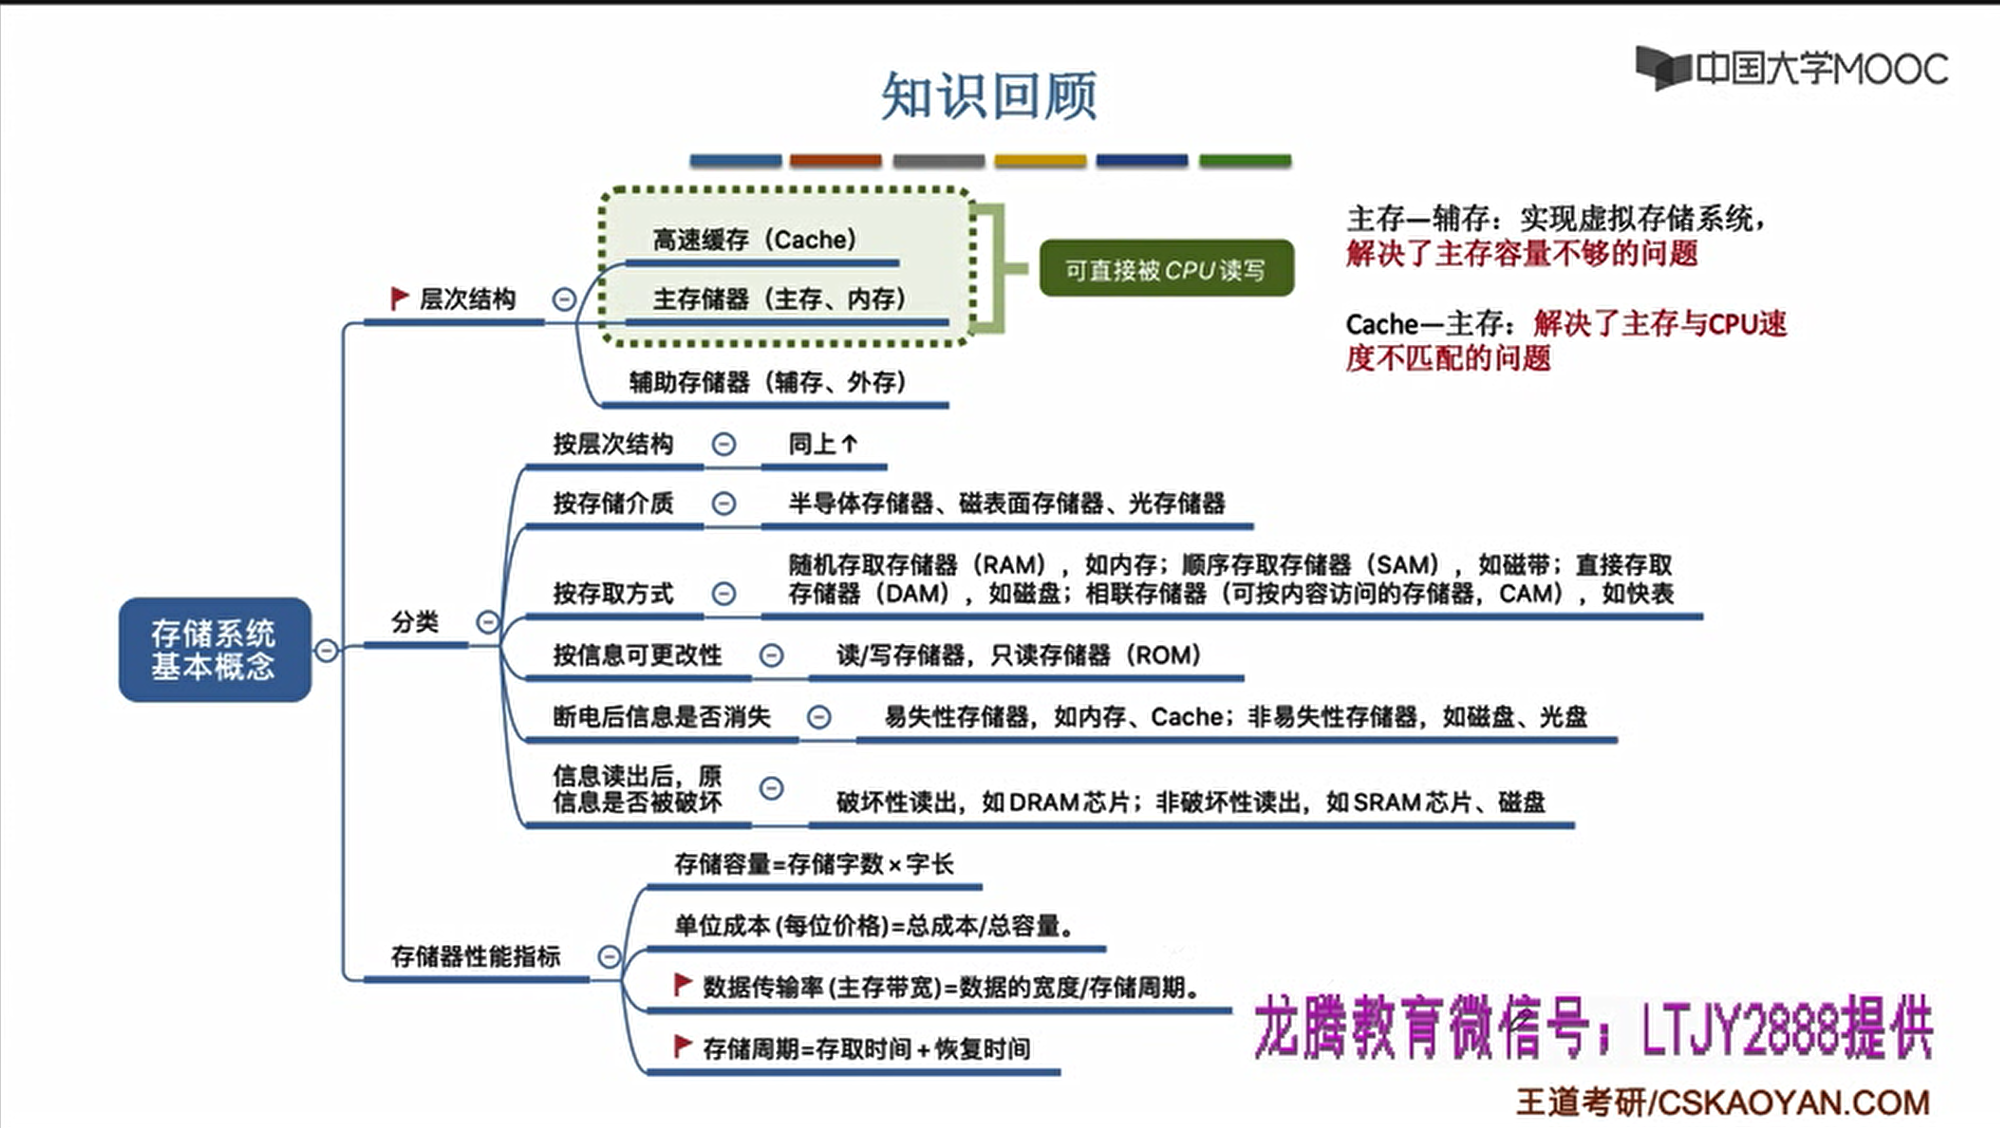 中国大学MOOC
知识回顾
高速缓存（Cache）
主存储器（主存、内存）
辅助存储器（辅存、外存）
可直接被CPU读写
主存—辅存：实现虚拟存储系统，
解决了主存容量不够的问题
Cache—主存：解决了主存与CPU速
度不匹配的问题
层次结构
按层次结构
同上↑
按存储介质
半导体存储器、磁表面存储器、光存储器
按存取方式
随机存取存储器（RAM），如内存；顺序存取存储器（SAM），如磁带；直接存取
存储器（DAM），如磁盘；相联存储器（可按内容访问的存储器，CAM），如快表
分类
按信息可更改性
读/写存储器，只读存储器（ROM）
断电后信息是否消失
易失性存储器，如内存、Cache；非易失性存储器，如磁盘、光盘
信息读出后，原
信息是否被破坏
破坏性读出，如DRAM芯片；非破坏性读出，如SRAM芯片、磁盘
存储系统
基本概念
存储器性能指标
存储容量=存储字数×字长
单位成本(每位价格)=总成本/总容量。
数据传输率(主存带宽)=数据的宽度/存储周期。
存储周期=存取时间+恢复时间
龙腾教育微信号；LTJY2888提供
王道考研/CSKAOYAN.COM